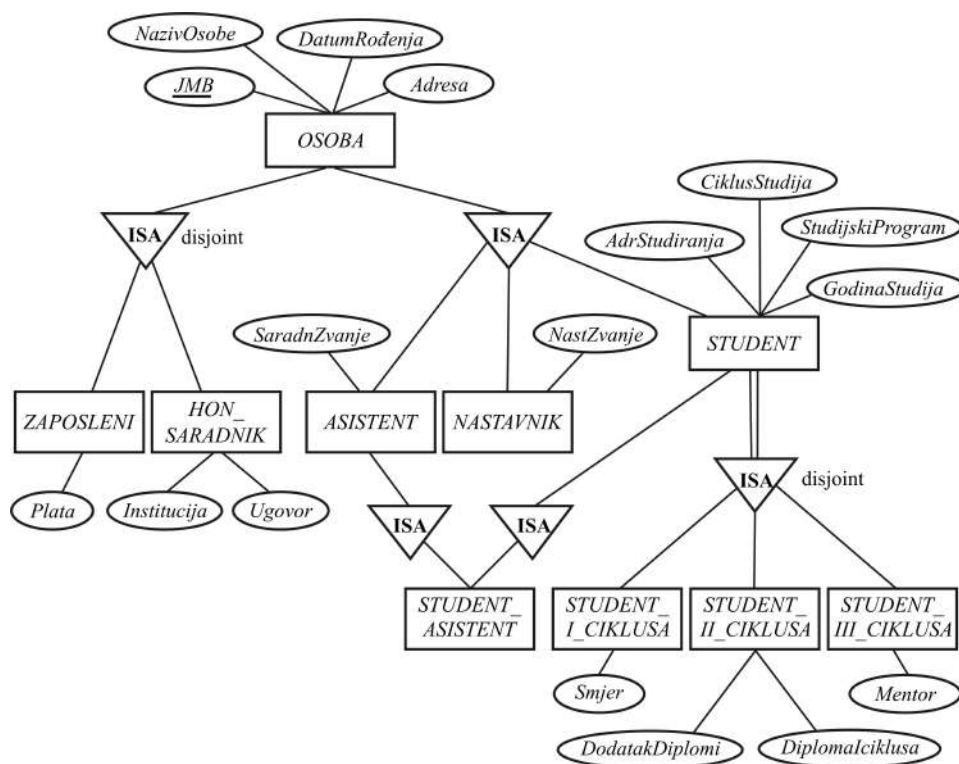 NazivOsobe
DatumRođenja
JMB
Adresa
OSOBA
CiklusStudija
ISA
disjoint
ISA
AdrStudiranja
StudijskiProgram
GodinaStudija
SaradnZvanje
NastZvanje
STUDENT
ZAPOSLENI
HON_
SARADNIK
ASISTENT
NASTAVNIK
ISA
disjoint
Plata
Institucija
Ugovor
ISA
ISA
STUDENT_
ASISTENT
STUDENT_
I_CIKLUSA
STUDENT_
II_CIKLUSA
STUDENT_
III_CIKLUSA
Smjer
Mentor
DodatakDiplomi
DiplomaIciklusa